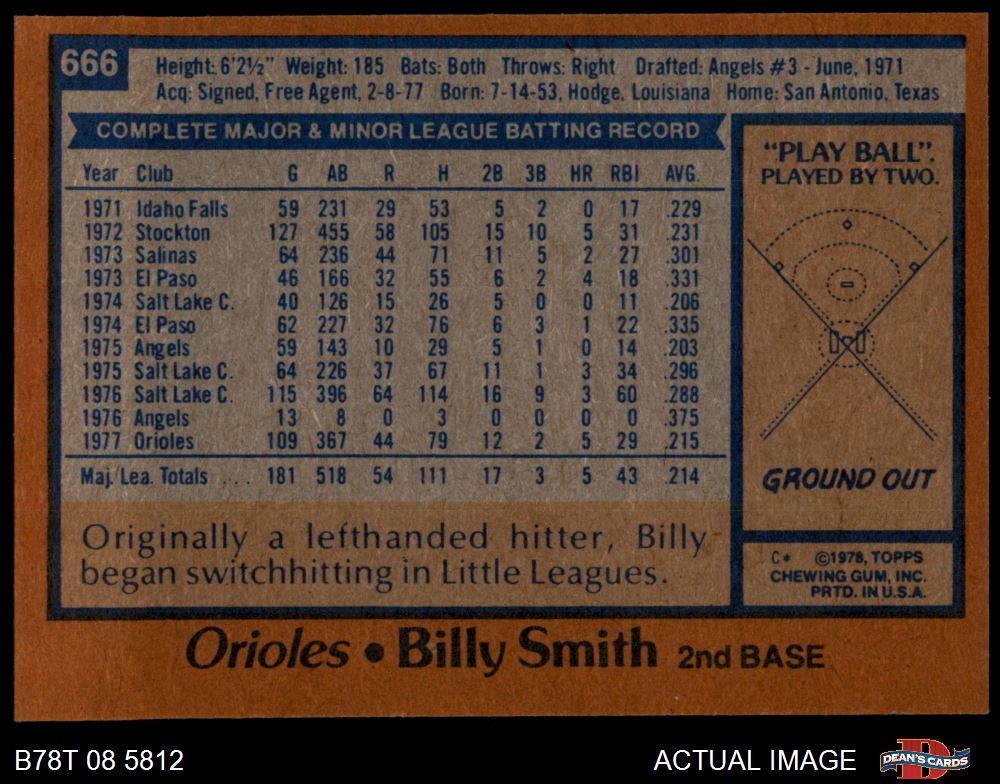 666
Height: 6'2½" Weight: 185 Bats: Both Throws: Right Drafted: Angels #3 - June, 1971
Acq: Signed, Free Agent, 2-8-77 Born: 7-14-53, Hodge, Louisiana Home: San Antonio, Texas
COMPLETE MAJOR & MINOR LEAGUE BATTING RECORD
Year Club G AB R H 2B 3B HR RBI AVG.
1971 Idaho Falls 59 231 29 53 5 2 0 17 .229
1972 Stockton 127 455 58 105 15 10 5 31 .231
1973 Salinas 64 236 44 71 11 5 2 27 .301
1973 El Paso 46 166 32 55 6 2 4 18 .331
1974 Salt Lake C. 40 126 15 26 5 0 0 11 .206
1974 El Paso 62 227 32 76 6 3 1 22 .335
1975 Angels 59 143 10 29 5 1 0 14 .203
1975 Salt Lake C. 64 226 37 67 11 1 3 34 .296
1976 Salt Lake C. 115 396 64 114 16 9 3 60 .288
1976 Angels 13 8 0 3 0 0 0 0 .375
1977 Orioles 109 367 44 79 12 2 5 29 .215
Maj. Lea. Totals .... 181 518 54 111 17 3 5 43 .214
Originally a lefthanded hitter, Billy
began switchhitting in Little Leagues.
"PLAY BALL".
PLAYED BY TWO.
GROUND OUT
C* ©1978, TOPPS
CHEWING GUM, INC.
PRTD. IN U.S.A.
Orioles • Billy Smith 2nd BASE
B78T 08 5812 ACTUAL IMAGE DEAN'S CARDS